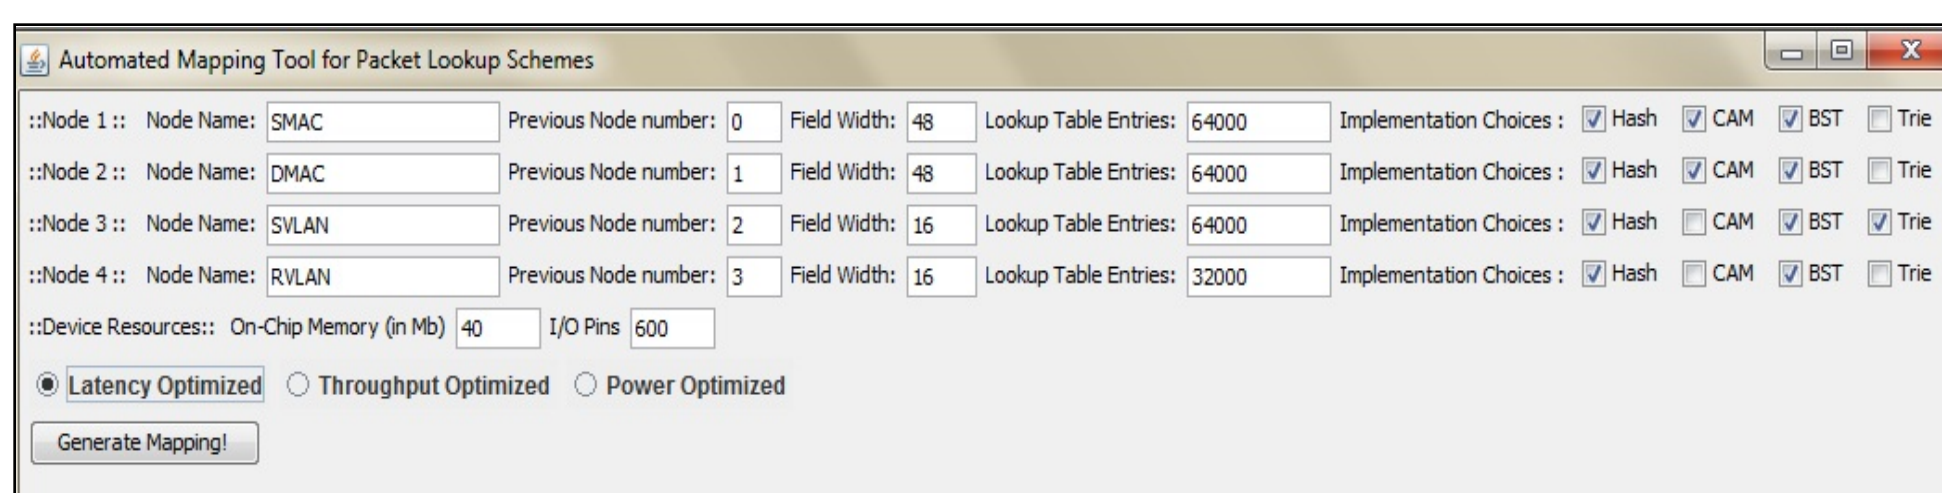 Automated Mapping Tool for Packet Lookup Schemes
::Node 1 :: Node Name: SMAC Previous Node number: 0 Field Width: 48 Lookup Table Entries: 64000 Implementation Choices : Hash CAM BST Trie
::Node 2 :: Node Name: DMAC Previous Node number: 1 Field Width: 48 Lookup Table Entries: 64000 Implementation Choices : Hash CAM BST Trie
::Node 3 :: Node Name: SVLAN Previous Node number: 2 Field Width: 16 Lookup Table Entries: 64000 Implementation Choices : Hash CAM BST Trie
::Node 4 :: Node Name: RVLAN Previous Node number: 3 Field Width: 16 Lookup Table Entries: 32000 Implementation Choices : Hash CAM BST Trie
::Device Resources:: On-Chip Memory (in Mb) 40 I/O Pins 600
Latency Optimized Throughput Optimized Power Optimized
Generate Mapping!